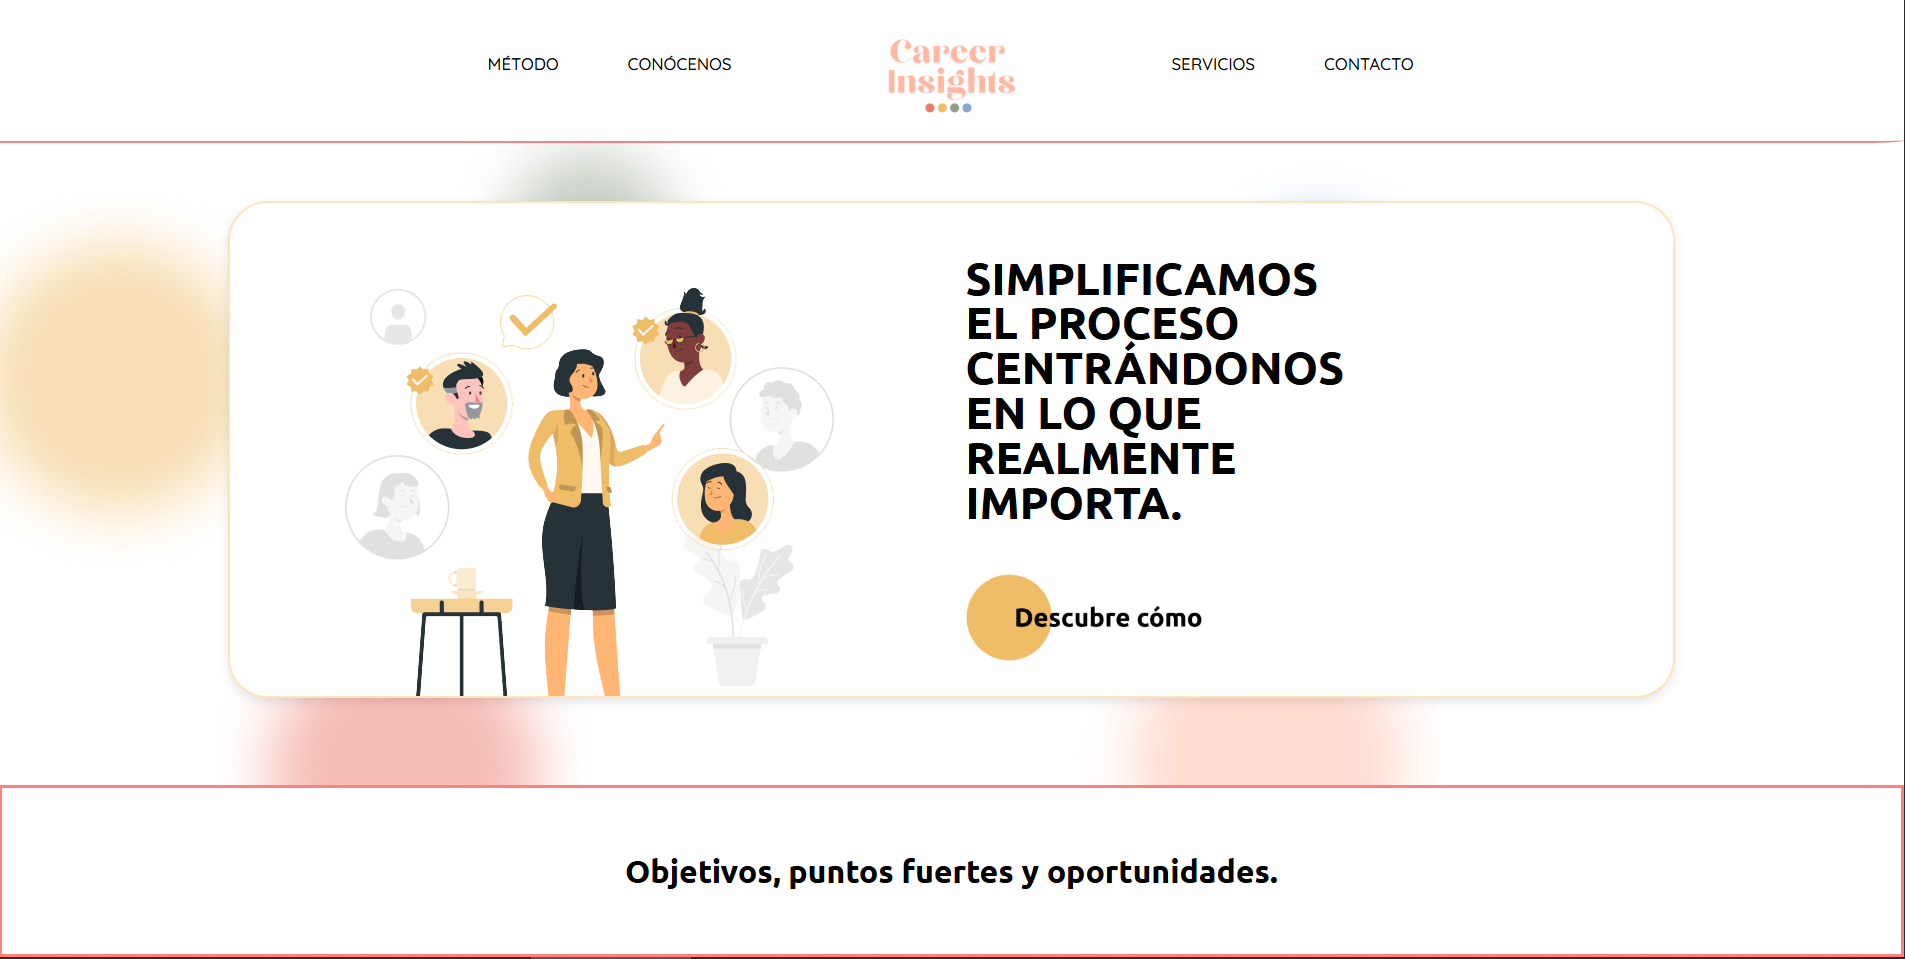 MÉTODO
CONÓCENOS
Career
Insights
SERVICIOS
CONTACTO
SIMPLIFICAMOS
EL PROCESO
CENTRÁNDONOS
EN LO QUE
REALMENTE
IMPORTA.
Descubre cómo
Objetivos, puntos fuertes y oportunidades.